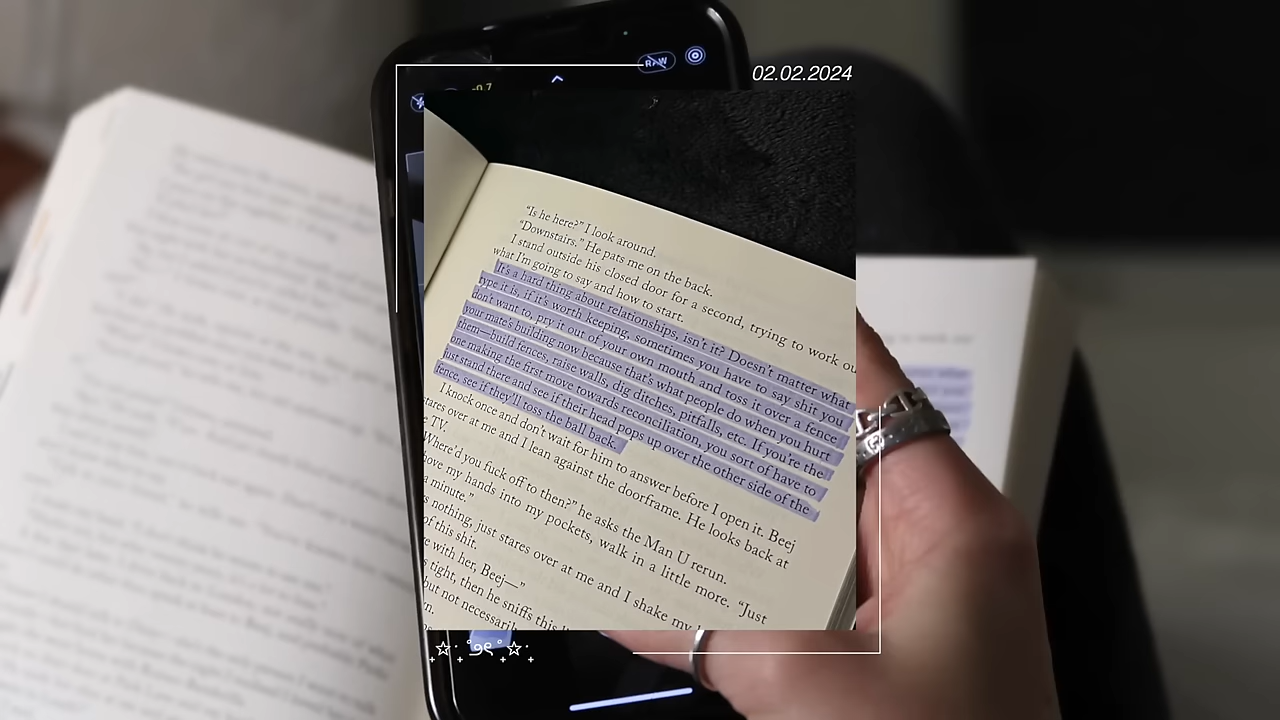 RAW
02.02.2024
-0.7
“Is he here?” I look around.
“Downstairs.” He pats me on the back.
I stand outside his closed door for a second, trying to work ou
what I’m going to say and how to start.
It’s a hard thing about relationships, isn’t it? Doesn’t matter what
type it is, if it’s worth keeping, sometimes you have to say shit you
don’t want to, pry it out of your own mouth and toss it over a fence
your mate’s building now because that’s what people do when you hurt
them—build fences, raise walls, dig ditches, pitfalls, etc. If you’re the
one making the first move towards reconciliation, you sort of have to
just stand there and see if their head pops up over the other side of the
fence, see if they’ll toss the ball back.
I knock once and don’t wait for him to answer before I open it. Beej
stares over at me and I lean against the doorframe. He looks back at
e TV.
“Where’d you fuck off to then?” he asks the Man U rerun.
hove my hands into my pockets, walk in a little more. “Just
a minute.”
s nothing, just stares over at me and I shake my h
of this shit.
e with her, Beej—”
s tight, then he sniffs this l
but not necessaril
n.